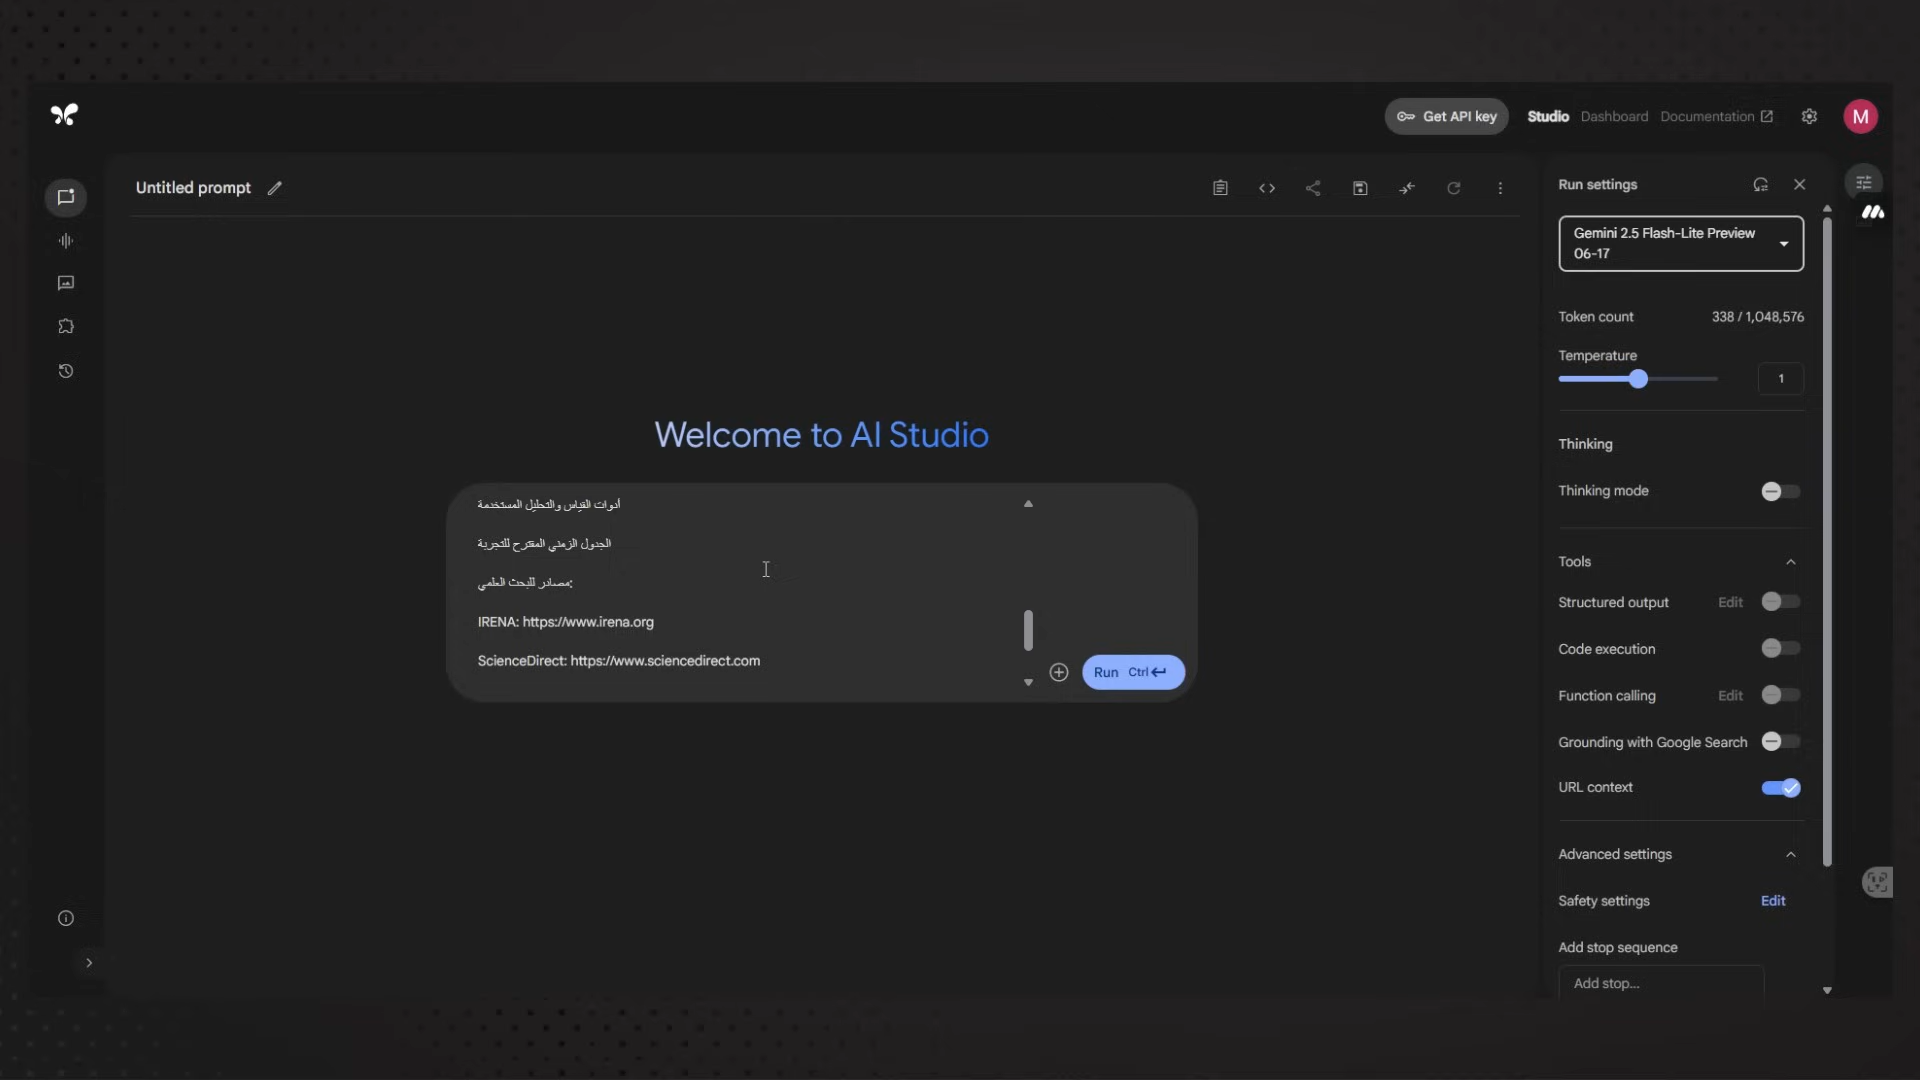 Get API key
Studio
Dashboard
Documentation
M
Untitled prompt
Run settings
Gemini 2.5 Flash-Lite Preview
06-17
Token count
338 / 1,048,576
Temperature
1
Welcome to AI Studio
Thinking
Thinking mode
أدوات القياس والتحليل المستخدمة
الجدول الزمني المقترح للتجربة
مصادر للبحث العلمي:
IRENA: https://www.irena.org
ScienceDirect: https://www.sciencedirect.com
Run Ctrl
Tools
Structured output Edit
Code execution
Function calling Edit
Grounding with Google Search
URL context
Advanced settings
Safety settings Edit
Add stop sequence
Add stop...